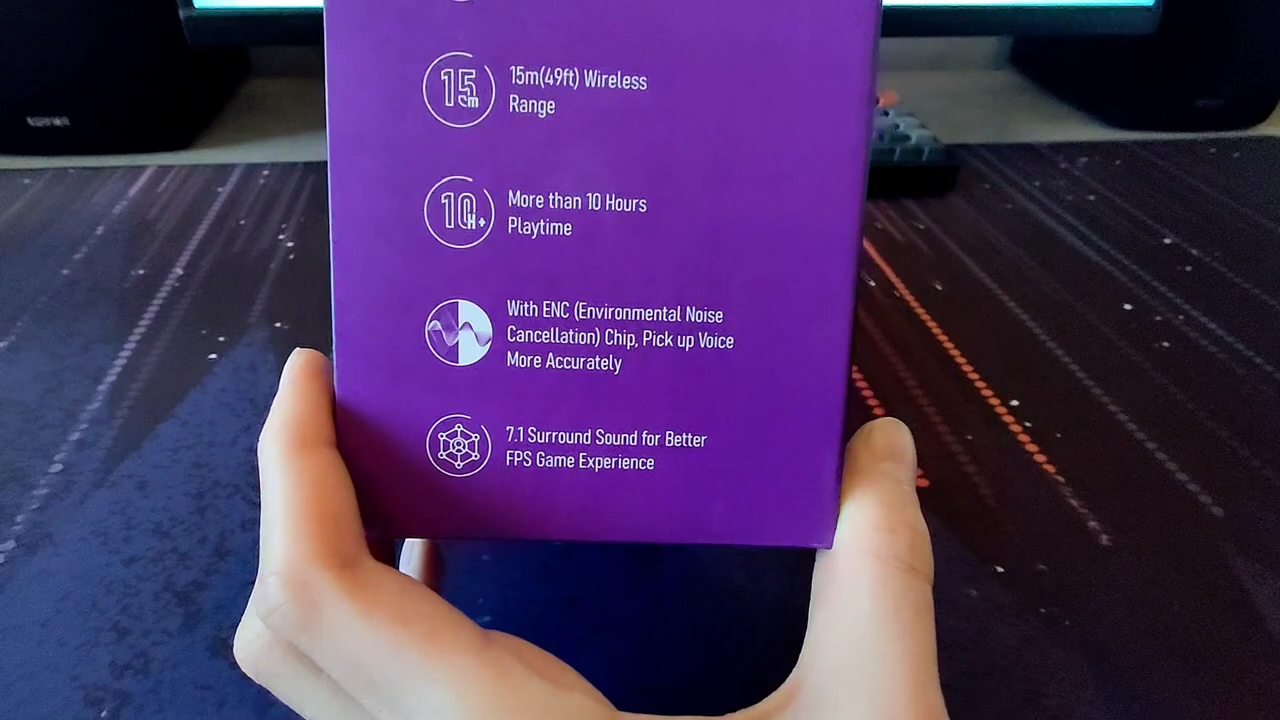 15cm
15m(49ft) Wireless
Range
10H+
More than 10 Hours
Playtime
With ENC (Environmental Noise
Cancellation) Chip, Pick up Voice
More Accurately
7.1 Surround Sound for Better
FPS Game Experience